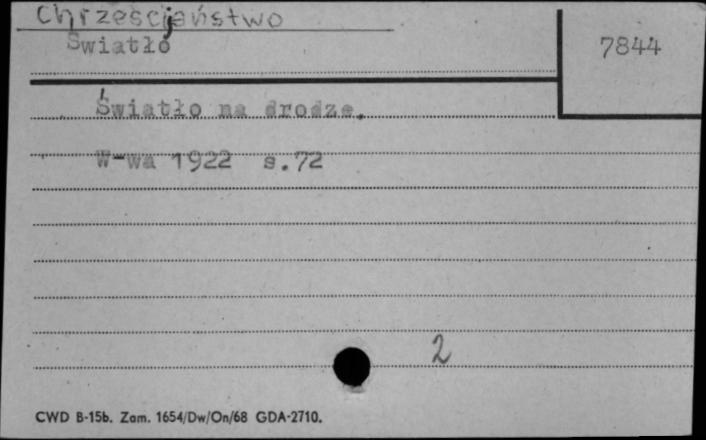 Chrześcijaństwo
Światło
7844
Światło na drodze.
W-wa 1922 s.72
2
CWD B-15b. Zam. 1654/Dw/On/68 GDA-2710.